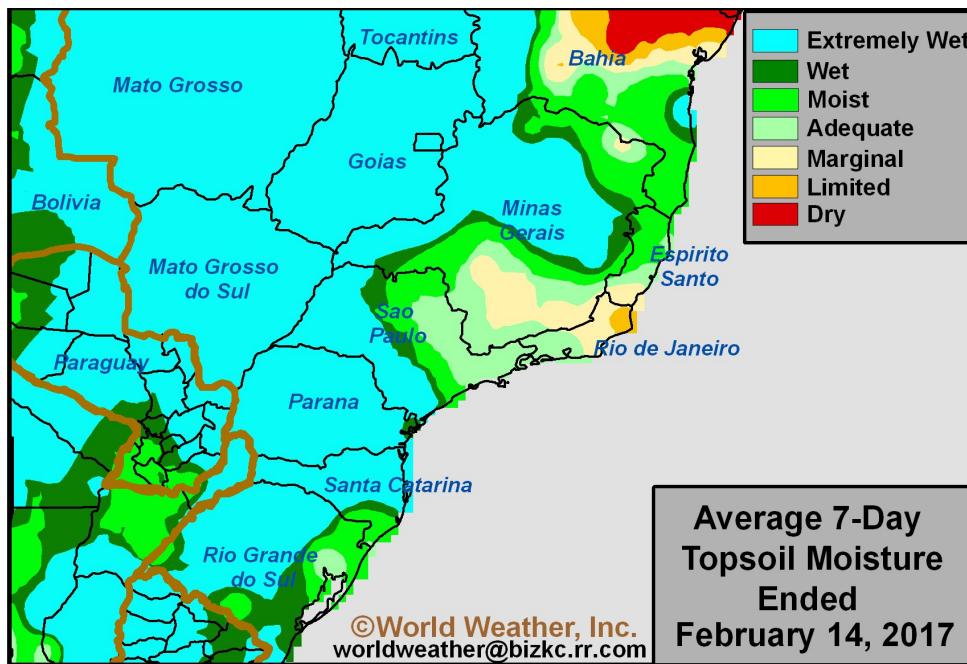 Tocantins
Bahia
Mato Grosso
Goias
Bolivia
Minas
Gerais
Mato Grosso
do Sul
Espirito
Santo
Sao
Paulo
Rio de Janeiro
Paraguay
Parana
Santa Catarina
Rio Grande
do Sul
Extremely Wet
Wet
Moist
Adequate
Marginal
Limited
Dry
Average 7-Day
Topsoil Moisture
Ended
February 14, 2017
©World Weather, Inc.
worldweather@bizkc.rr.com